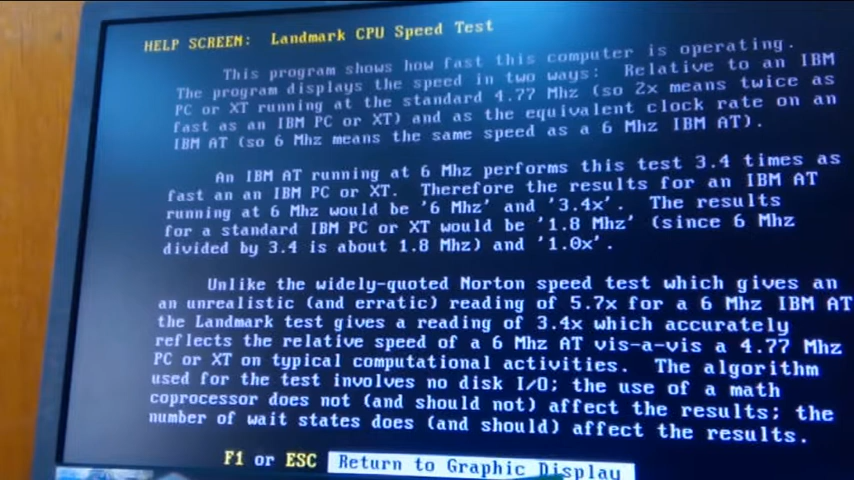 HELP SCREEN: Landmark CPU Speed Test
This program shows how fast this computer is operating.
The program displays the speed in two ways: Relative to an IBM
PC or XT running at the standard 4.77 Mhz (so 2x means twice as
fast as an IBM PC or XT) and as the equivalent clock rate on an
IBM AT (so 6 Mhz means the same speed as a 6 Mhz IBM AT).
An IBM AT running at 6 Mhz performs this test 3.4 times as
fast an an IBM PC or XT. Therefore the results for an IBM AT
running at 6 Mhz would be '6 Mhz' and '3.4x'. The results
for a standard IBM PC or XT would be '1.8 Mhz' (since 6 Mhz
divided by 3.4 is about 1.8 Mhz) and '1.0x'.
Unlike the widely-quoted Norton speed test which gives an
an unrealistic (and erratic) reading of 5.7x for a 6 Mhz IBM AT
the Landmark test gives a reading of 3.4x which accurately
reflects the relative speed of a 6 Mhz AT vis-a-vis a 4.77 Mhz
PC or XT on typical computational activities. The algorithm
used for the test involves no disk I/O; the use of a math
coprocessor does not (and should not) affect the results; the
number of wait states does (and should) affect the results.
F1 or ESC Return to Graphic Display